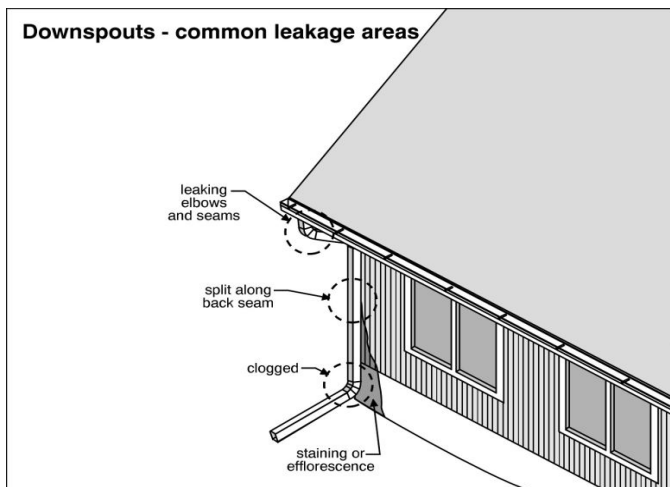 Downspouts - common leakage areas
leaking
elbows
and seams
split along
back seam
clogged
staining or
efflorescence